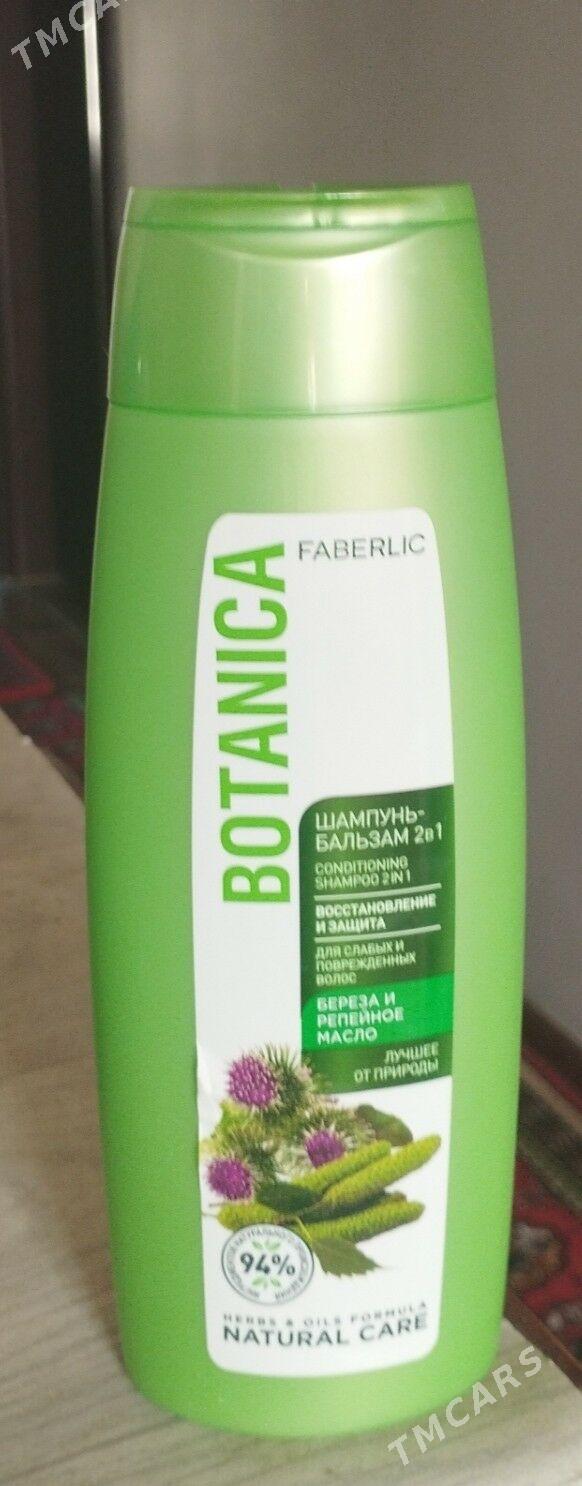 TMCARS
FABERLIC
BOTANICA
ШАМПУНЬ-
БАЛЬЗАМ 2в1
CONDITIONING
SHAMPOO 2 IN 1
ВОССТАНОВЛЕНИЕ
И ЗАЩИТА
ДЛЯ СЛАБЫХ И
ПОВРЕЖДЕННЫХ
ВОЛОС
БЕРЕЗА И
РЕПЕЙНОЕ
МАСЛО
ЛУЧШЕЕ
ОТ ПРИРОДЫ
94%
HERBS & OILS FORMULA
NATURAL CARE
TMCARS